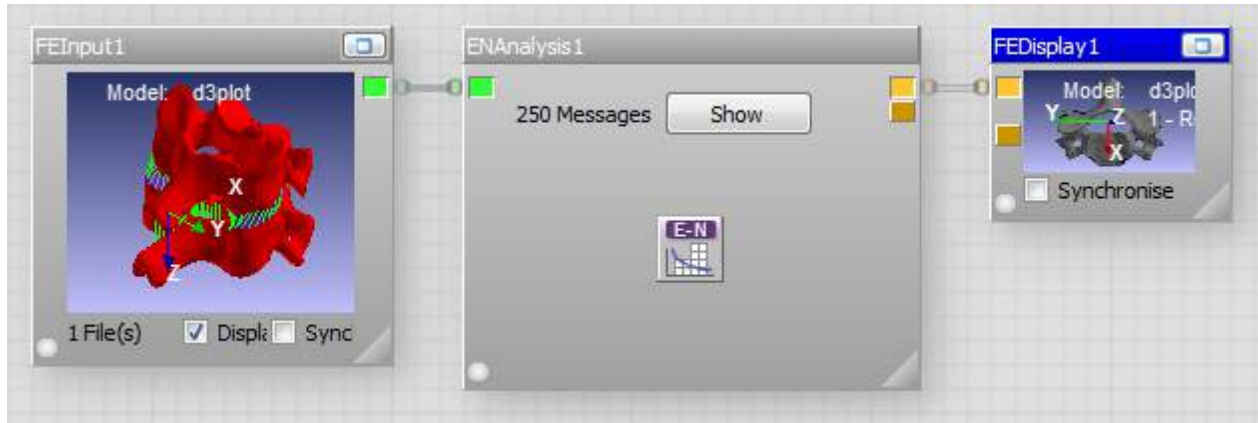 FEInput1
Model: d3plot
X
Y
Z
1 File(s) Displa Sync
ENAnalysis1
250 Messages Show
E-N
FEDisplay1
Model: d3plo
Y Z 1 - R
X
Synchronise